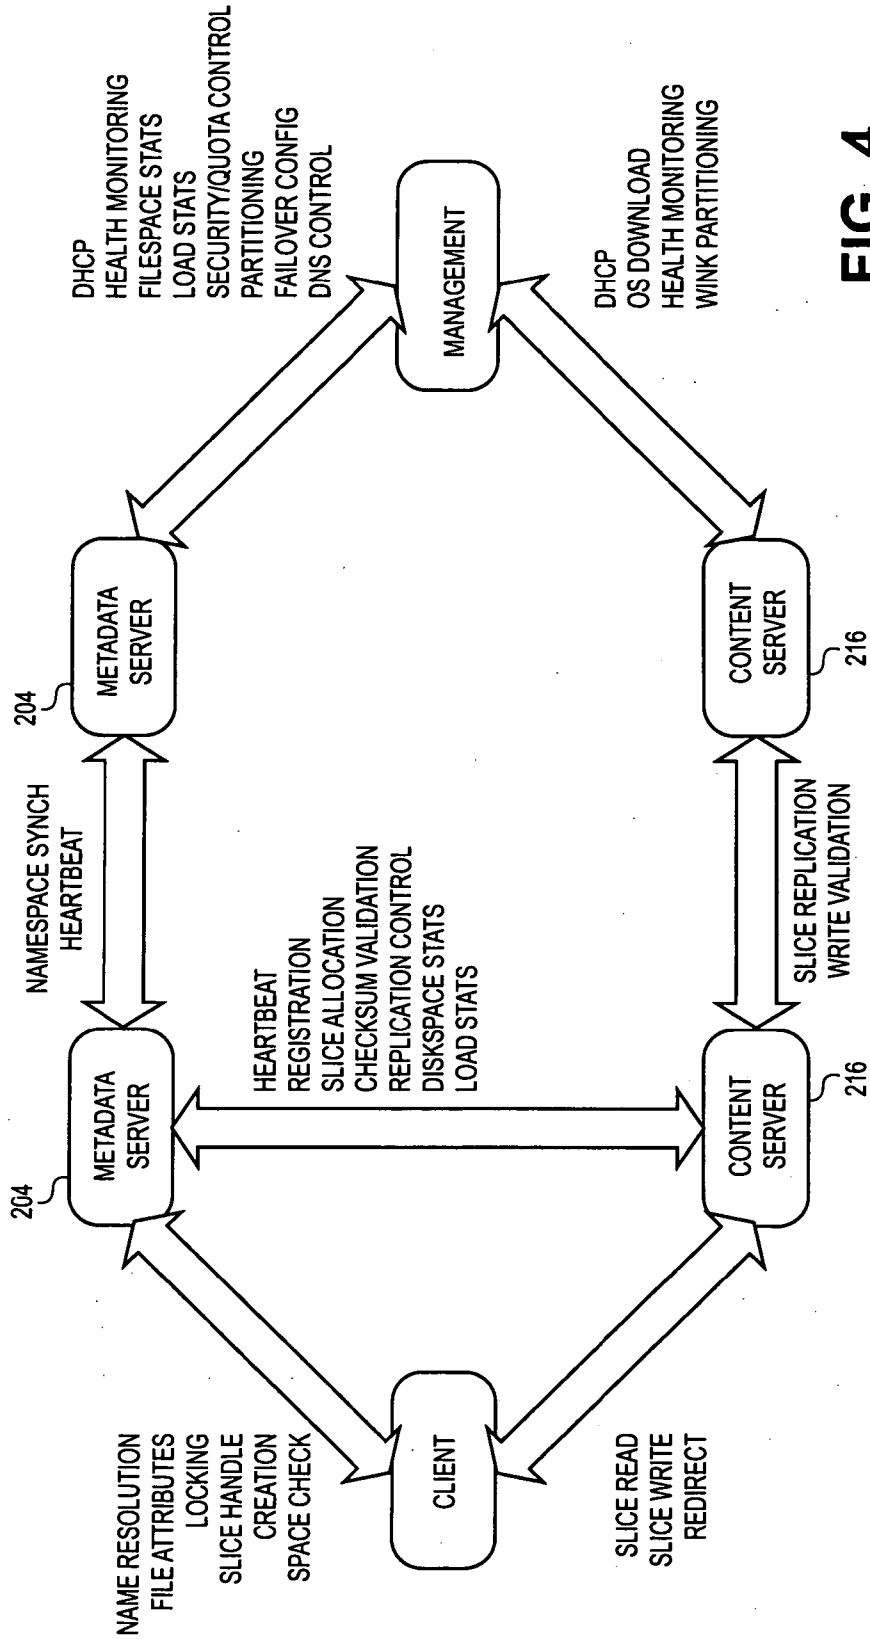 204
METADATA
SERVER
NAMESPACE SYNCH
HEARTBEAT
204
METADATA
SERVER
DHCP
HEALTH MONITORING
FILESPACE STATS
LOAD STATS
SECURITY/QUOTA CONTROL
PARTITIONING
FAILOVER CONFIG
DNS CONTROL
NAME RESOLUTION
FILE ATTRIBUTES
LOCKING
SLICE HANDLE
CREATION
SPACE CHECK
HEARTBEAT
REGISTRATION
SLICE ALLOCATION
CHECKSUM VALIDATION
REPLICATION CONTROL
DISKSPACE STATS
LOAD STATS
CLIENT
MANAGEMENT
SLICE READ
SLICE WRITE
REDIRECT
CONTENT
SERVER
216
SLICE REPLICATION
WRITE VALIDATION
CONTENT
SERVER
216
DHCP
OS DOWNLOAD
HEALTH MONITORING
WINK PARTITIONING
FIG. 4